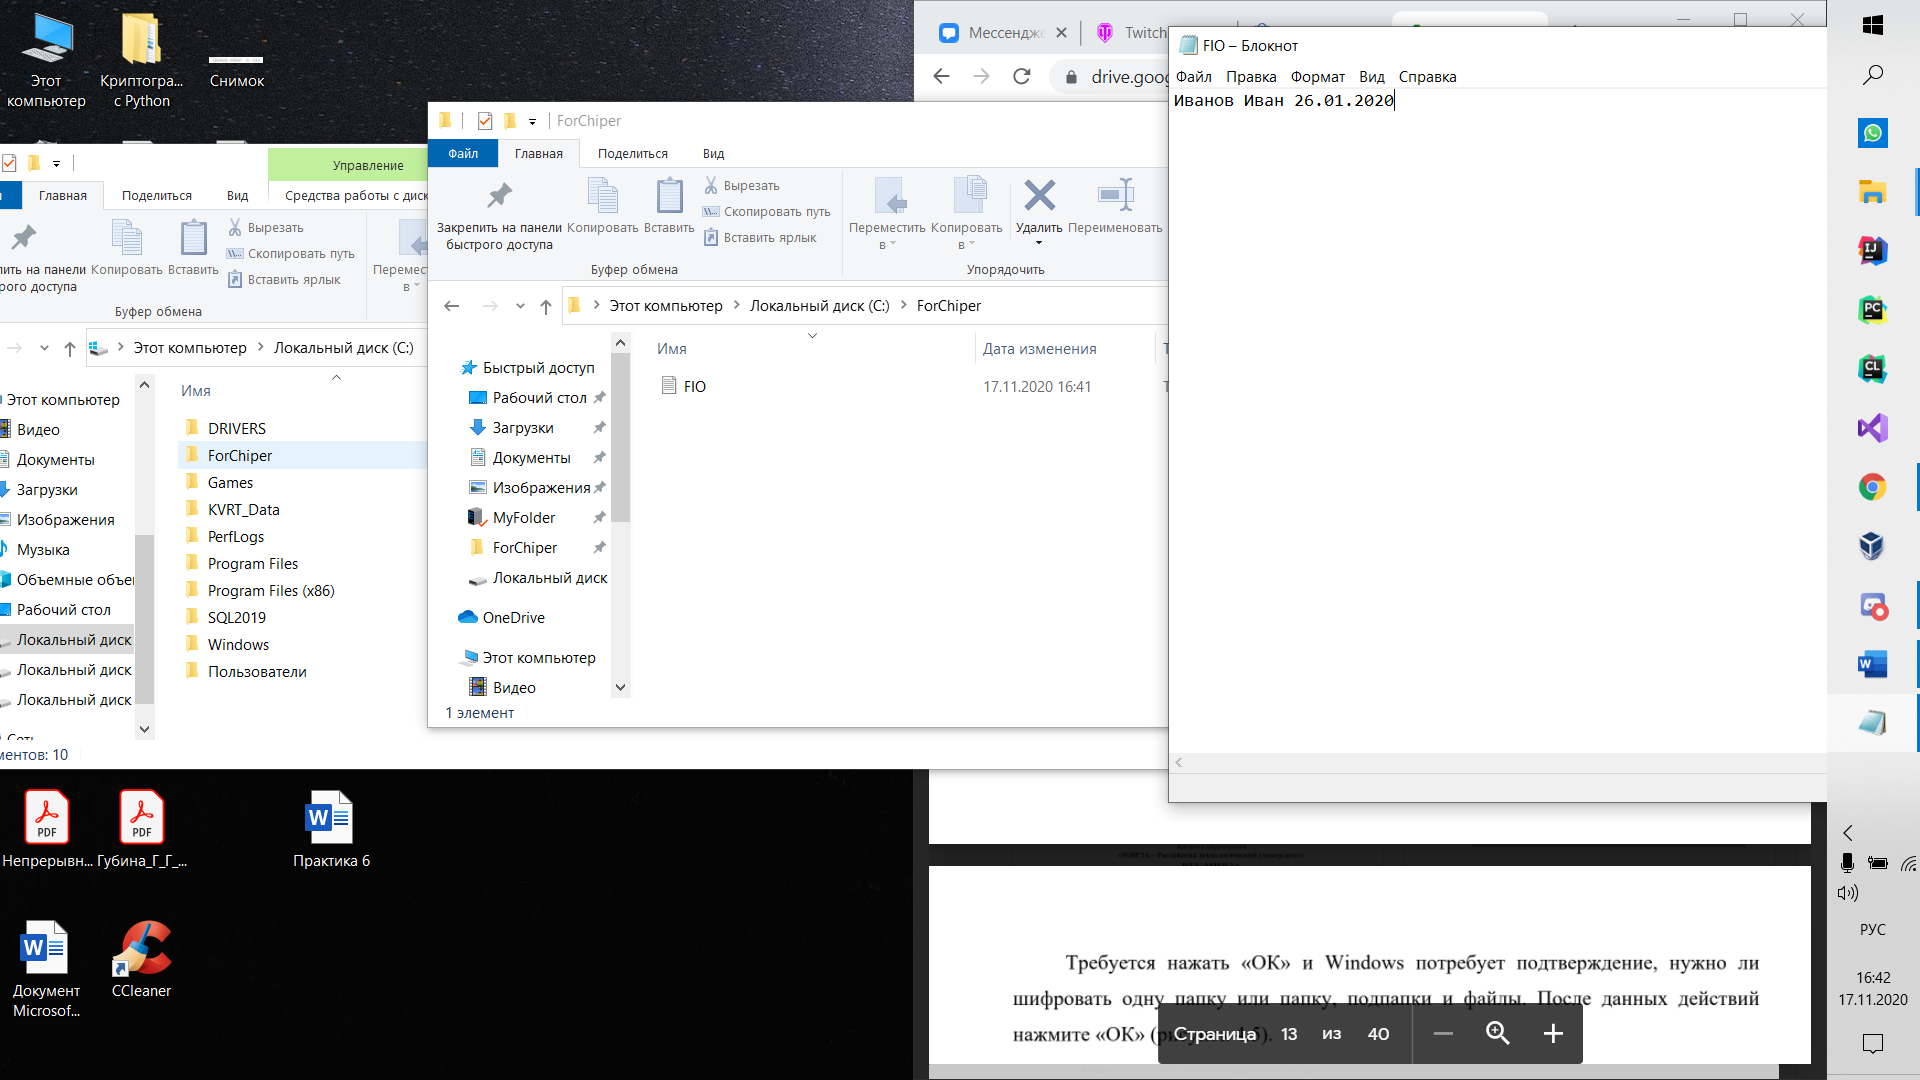 Этот
компьютер
Криптогра...
с Python
Снимок
Управление
Главная
Поделиться
Вид
Средства работы с диск
Копировать
Вставить
Вырезать
Скопировать путь
Вставить ярлык
в
Буфер обмена
Этот компьютер
Локальный диск (C:)
Имя
Этот компьютер
Видео
Документы
Загрузки
Изображения
Музыка
Объемные объе
Рабочий стол
Локальный диск
Локальный диск
Локальный диск
DRIVERS
ForChiper
Games
KVRT_Data
PerfLogs
Program Files
Program Files (x86)
SQL2019
Windows
Пользователи
ментов: 10
ForChiper
Файл
Главная
Поделиться
Вид
Закрепить на панели
быстрого доступа
Копировать
Вставить
Вырезать
Скопировать путь
Вставить ярлык
Буфер обмена
Переместить
в
Копировать
в
Удалить
Переименовать
Упорядочить
Этот компьютер
Локальный диск (C:)
ForChiper
Имя
Дата изменения
FIO
17.11.2020 16:41
Быстрый доступ
Рабочий стол
Загрузки
Документы
Изображения
MyFolder
ForChiper
Локальный диск
OneDrive
Этот компьютер
Видео
1 элемент
Мессендже
Twitch
drive.goog
FIO – Блокнот
Файл Правка Формат Вид Справка
Иванов Иван 26.01.2020
Непрерывн...
Губина_Г_Г_...
Практика 6
Документ
Microsof...
CCleaner
Требуется нажать «ОК» и Windows потребует подтверждение, нужно ли
шифровать одну папку или папку, подпапки и файлы. После данных действий
нажмите «ОК»
Страница 13 из 40
РУС
16:42
17.11.2020